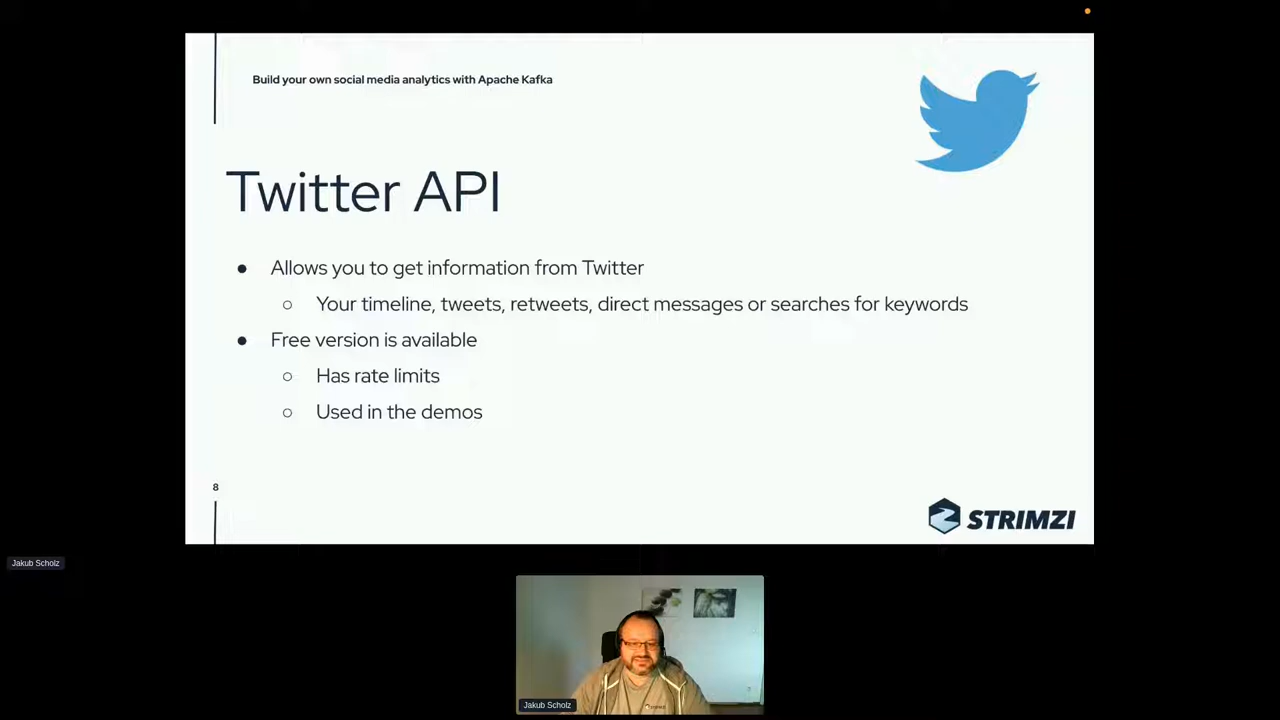 Build your own social media analytics with Apache Kafka
Twitter API
● Allows you to get information from Twitter
○ Your timeline, tweets, retweets, direct messages or searches for keywords
● Free version is available
○ Has rate limits
○ Used in the demos
8
STRIMZI
Jakub Scholz
Jakub Scholz